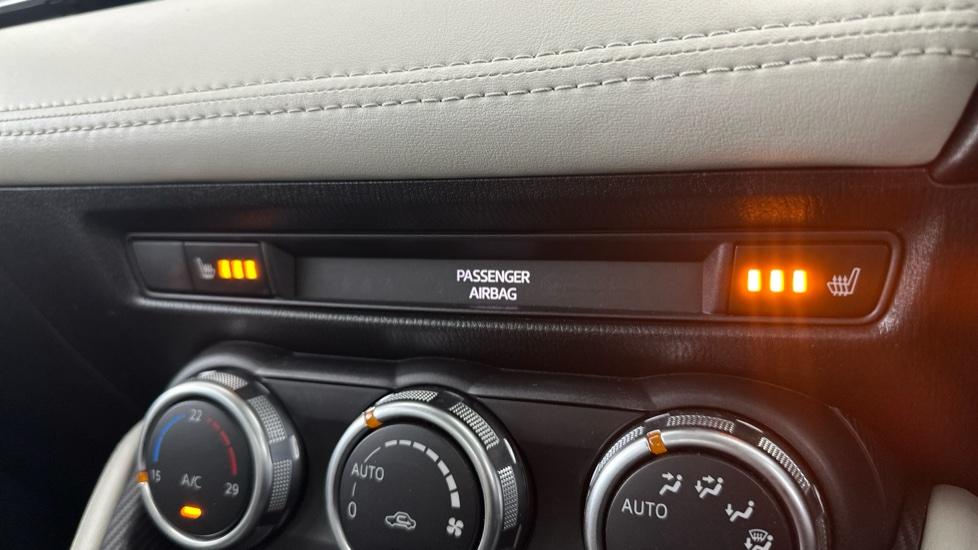 PASSENGER
AIRBAG
22
15
29
A/C
AUTO
0
AUTO